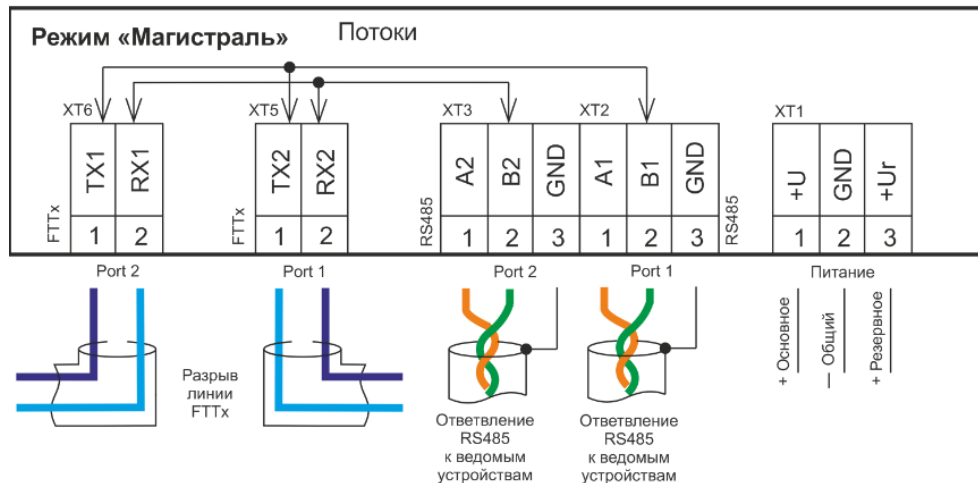 Режим «Магистраль» Потоки
XT6 XT5 XT3 XT2 XT1
TX1 RX1 TX2 RX2 A2 B2 GND A1 B1 GND +U GND +Ur
FTTx FTTx RS485 RS485
1 2 1 2 1 2 3 1 2 3 1 2 3
Port 2 Port 1 Port 2 Port 1 Питание
+ Основное — Общий + Резервное
Разрыв
линии
FTTx
Ответвление
RS485
к ведомым
устройствам
Ответвление
RS485
к ведомым
устройствам